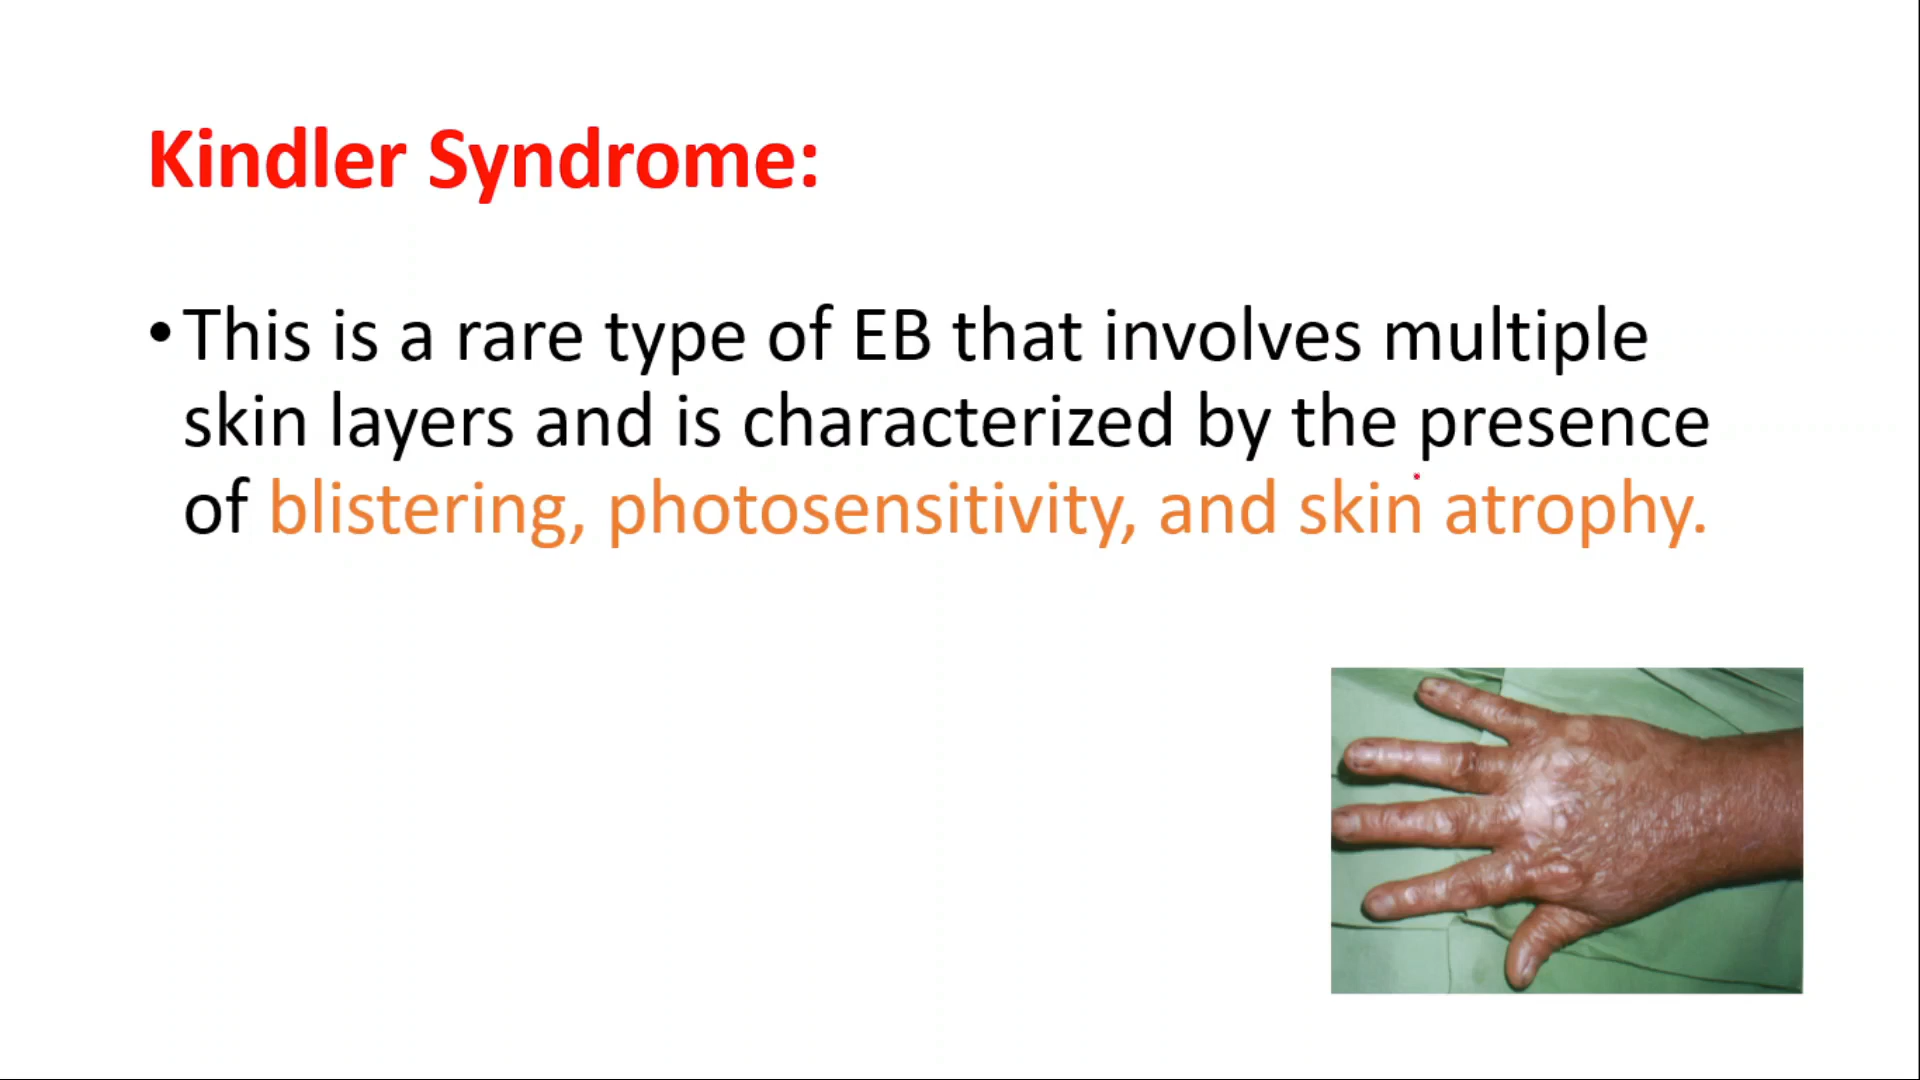 Kindler Syndrome:
•This is a rare type of EB that involves multiple
skin layers and is characterized by the presence
of blistering, photosensitivity, and skin atrophy.